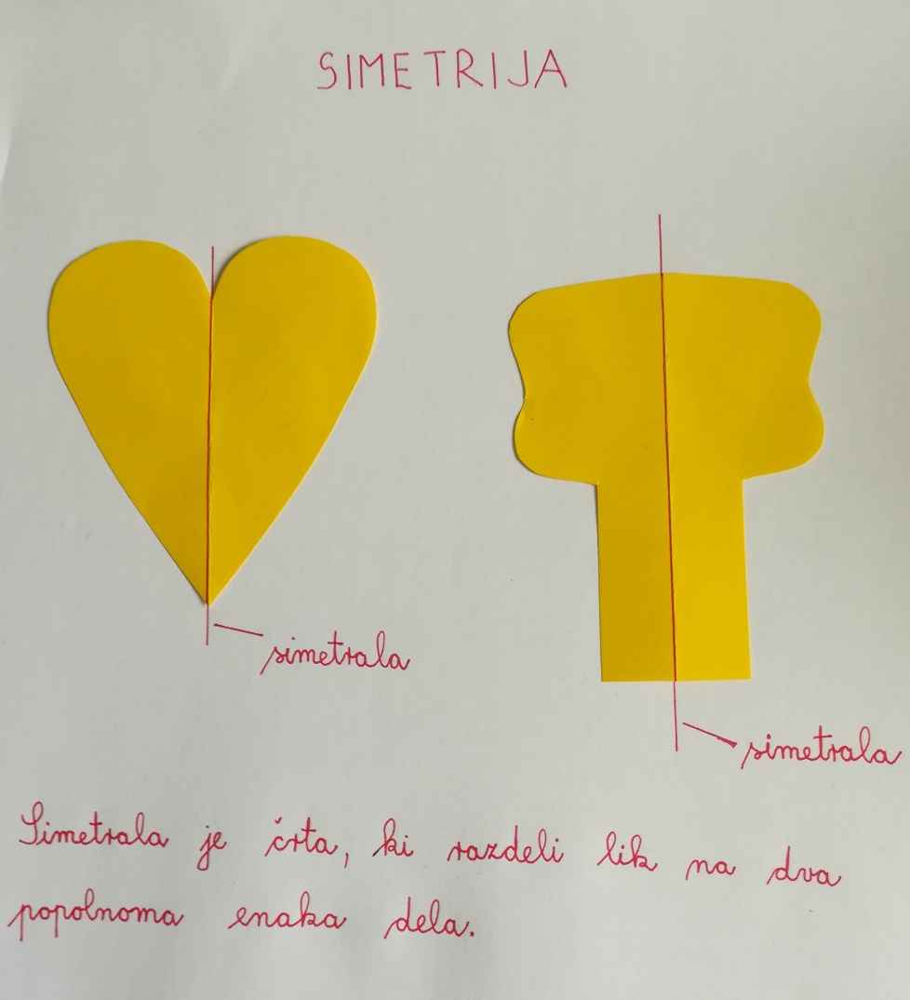 SIMETRIJA
simetrala
simetrala
Simetrala je črta, ki razdeli lik na dva
popolnoma enaka dela.